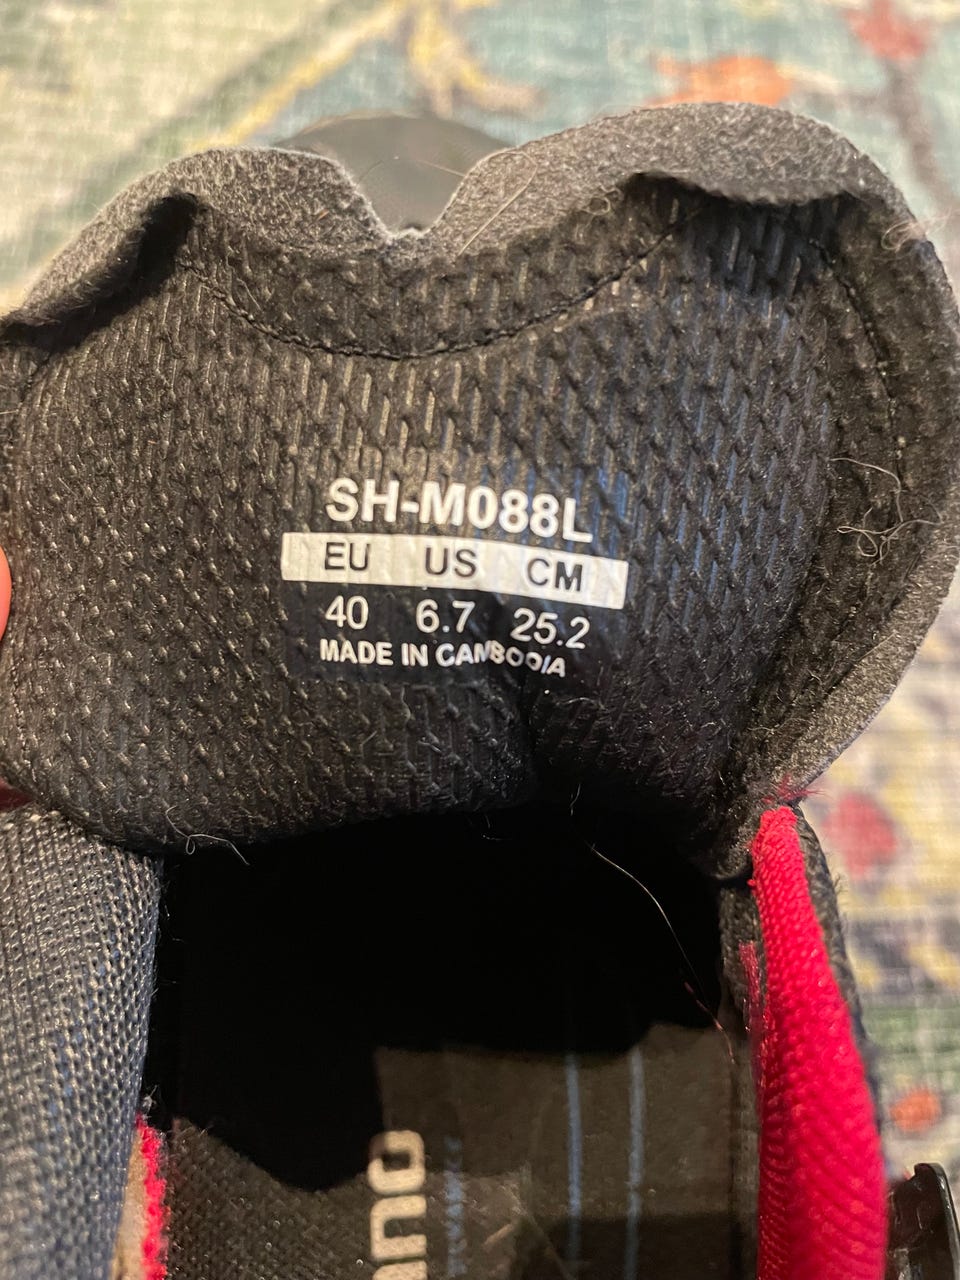 SH-M088L
EU US CM
40 6.7 25.2
MADE IN CAMBODIA